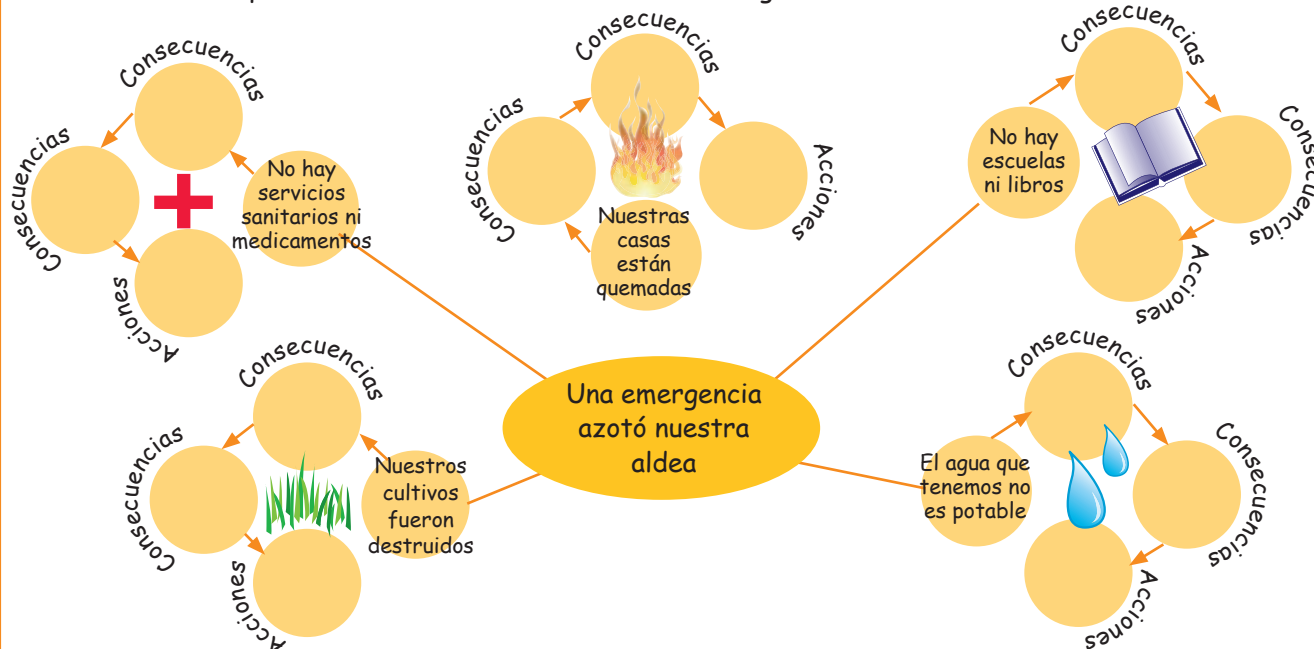 Consecuencias
Consecuencias
No hay
servicios
sanitarios ni
medicamentos
Acciones
Consecuencias
Consecuencias
Acciones
Nuestras
casas
están
quemadas
Consecuencias
No hay
escuelas
ni libros
Consecuencias
Acciones
Una emergencia
azotó nuestra
aldea
Consecuencias
Consecuencias
Nuestros
cultivos
fueron
destruidos
Acciones
Consecuencias
El agua que
tenemos no
es potable
Consecuencias
Acciones